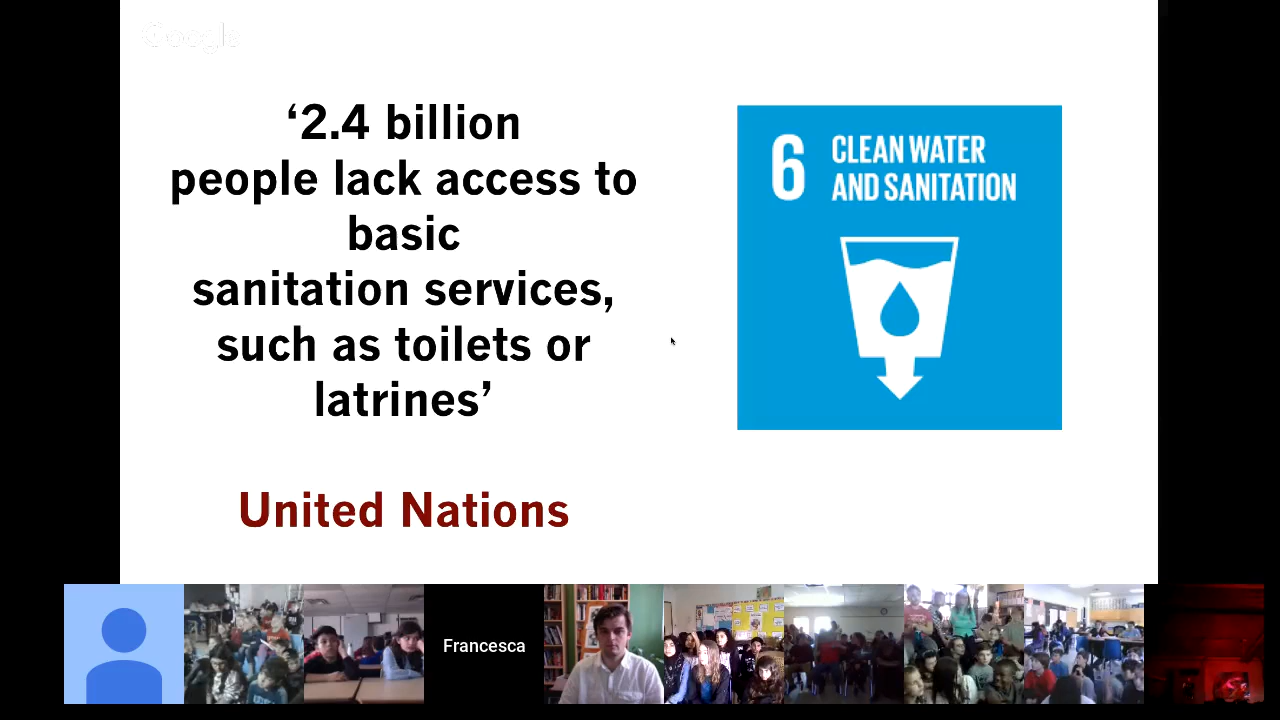 Google
‘2.4 billion
people lack access to
basic
sanitation services,
such as toilets or
latrines’
United Nations
6 CLEAN WATER
AND SANITATION
Francesca